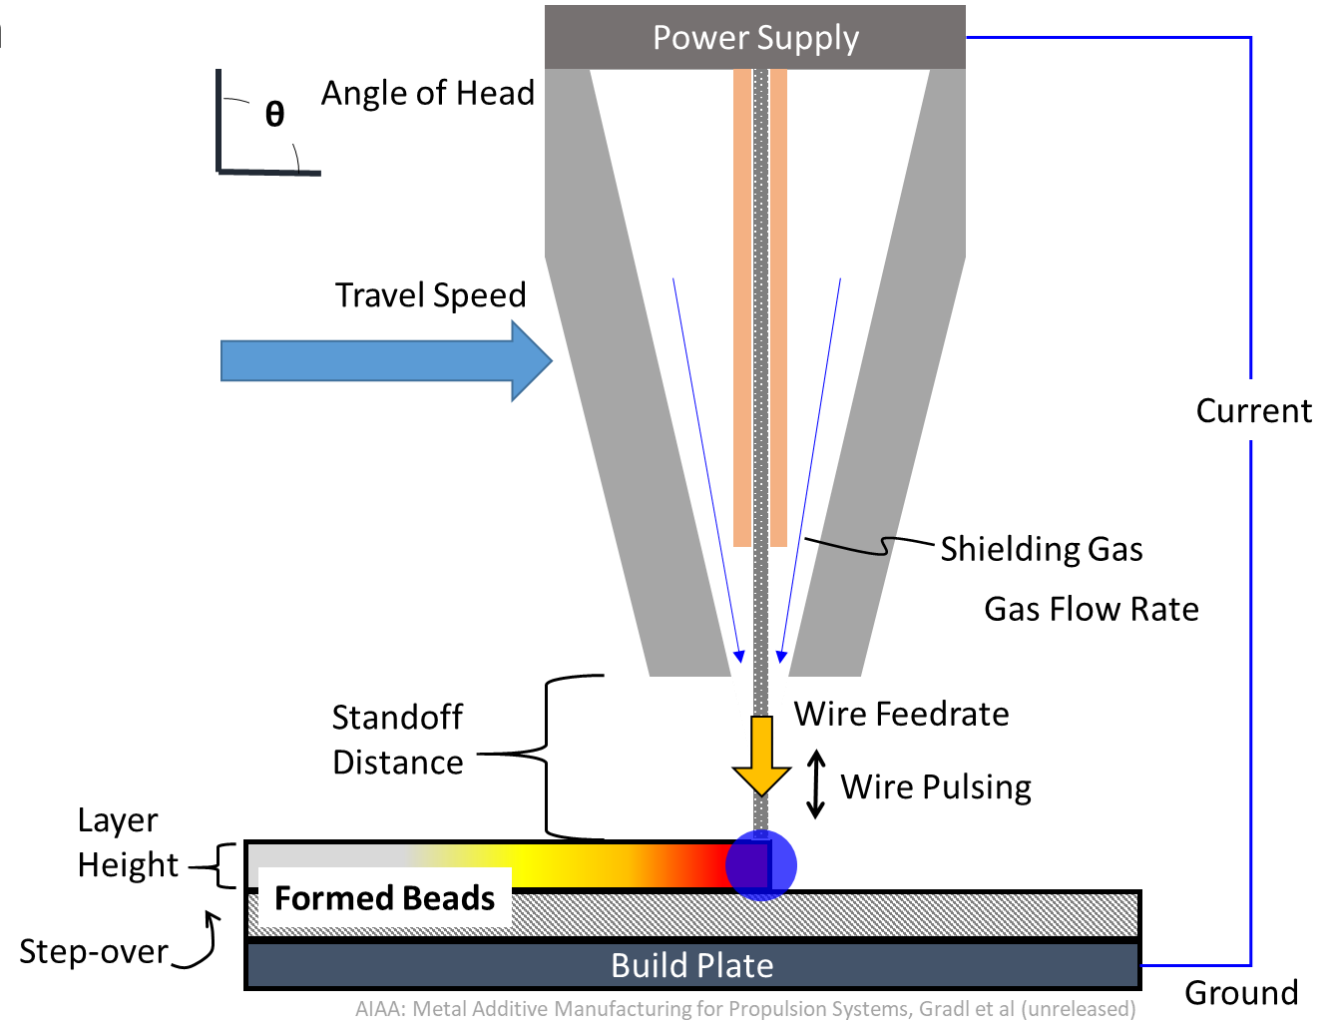 Power Supply
Angle of Head
θ
Travel Speed
Current
Shielding Gas
Gas Flow Rate
Standoff
Distance
Wire Feedrate
Wire Pulsing
Layer
Height
Formed Beads
Step-over
Build Plate
Ground
AIAA: Metal Additive Manufacturing for Propulsion Systems, Gradl et al (unreleased)